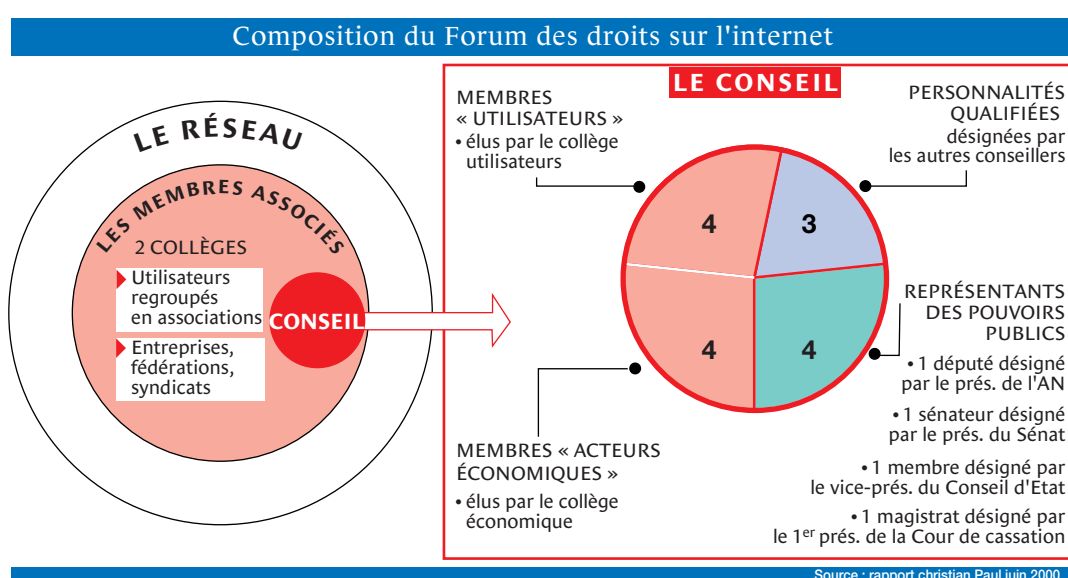 Composition du Forum des droits sur l'internet
LE RÉSEAU
LES MEMBRES ASSOCIÉS
2 COLLÈGES
Utilisateurs
regroupés
en associations
Entreprises,
fédérations,
syndicats
CONSEIL
LE CONSEIL
MEMBRES
« UTILISATEURS »
• élus par le collège
utilisateurs
PERSONNALITÉS
QUALIFIÉES
désignées par
les autres conseillers
4
3
4
4
REPRÉSENTANTS
DES POUVOIRS
PUBLICS
• 1 député désigné
par le prés. de l'AN
• 1 sénateur désigné
par le prés. du Sénat
• 1 membre désigné par
le vice-prés. du Conseil d'Etat
• 1 magistrat désigné par
le 1er prés. de la Cour de cassation
MEMBRES « ACTEURS
ÉCONOMIQUES »
• élus par le collège
économique
Source : rapport christian Paul juin 2000